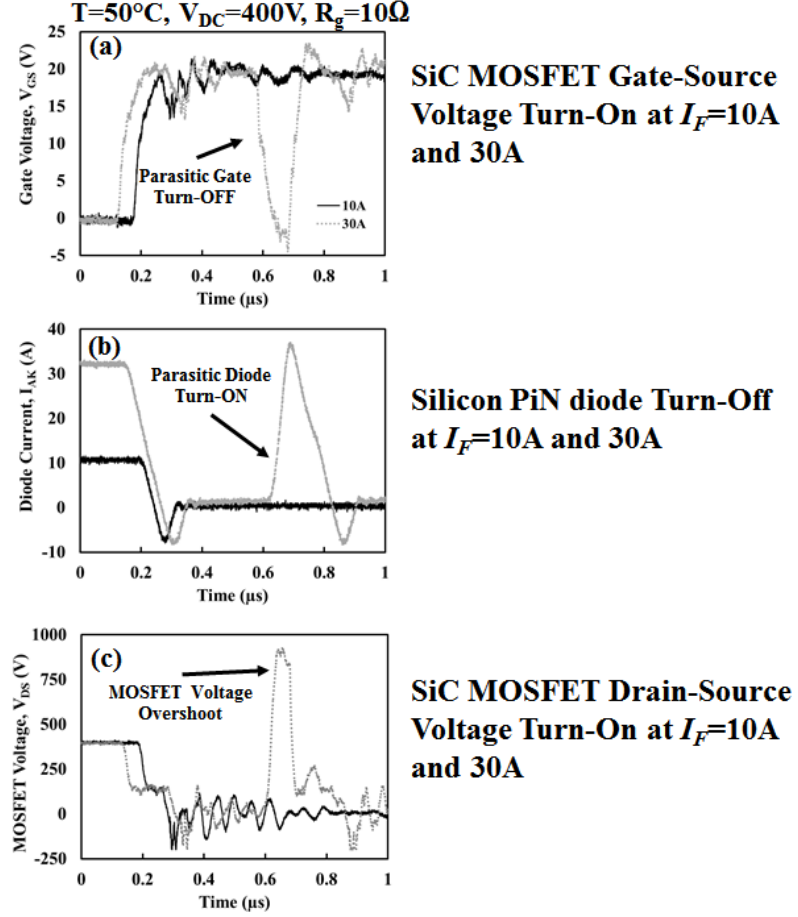 T=50°C, V_DC=400V, R_g=10Ω
(a)
Gate Voltage, V_GS (V)
25
20
15
10
5
0
-5
Parasitic Gate
Turn-OFF
10A
30A
0 0.2 0.4 0.6 0.8 1
Time (µs)
SiC MOSFET Gate-Source
Voltage Turn-On at I_F=10A
and 30A
(b)
Diode Current, I_AK (A)
40
30
20
10
0
-10
Parasitic Diode
Turn-ON
0 0.2 0.4 0.6 0.8 1
Time (µs)
Silicon PiN diode Turn-Off
at I_F=10A and 30A
(c)
MOSFET Voltage, V_DS (V)
1000
750
500
250
0
-250
MOSFET Voltage
Overshoot
0 0.2 0.4 0.6 0.8 1
Time (µs)
SiC MOSFET Drain-Source
Voltage Turn-On at I_F=10A
and 30A